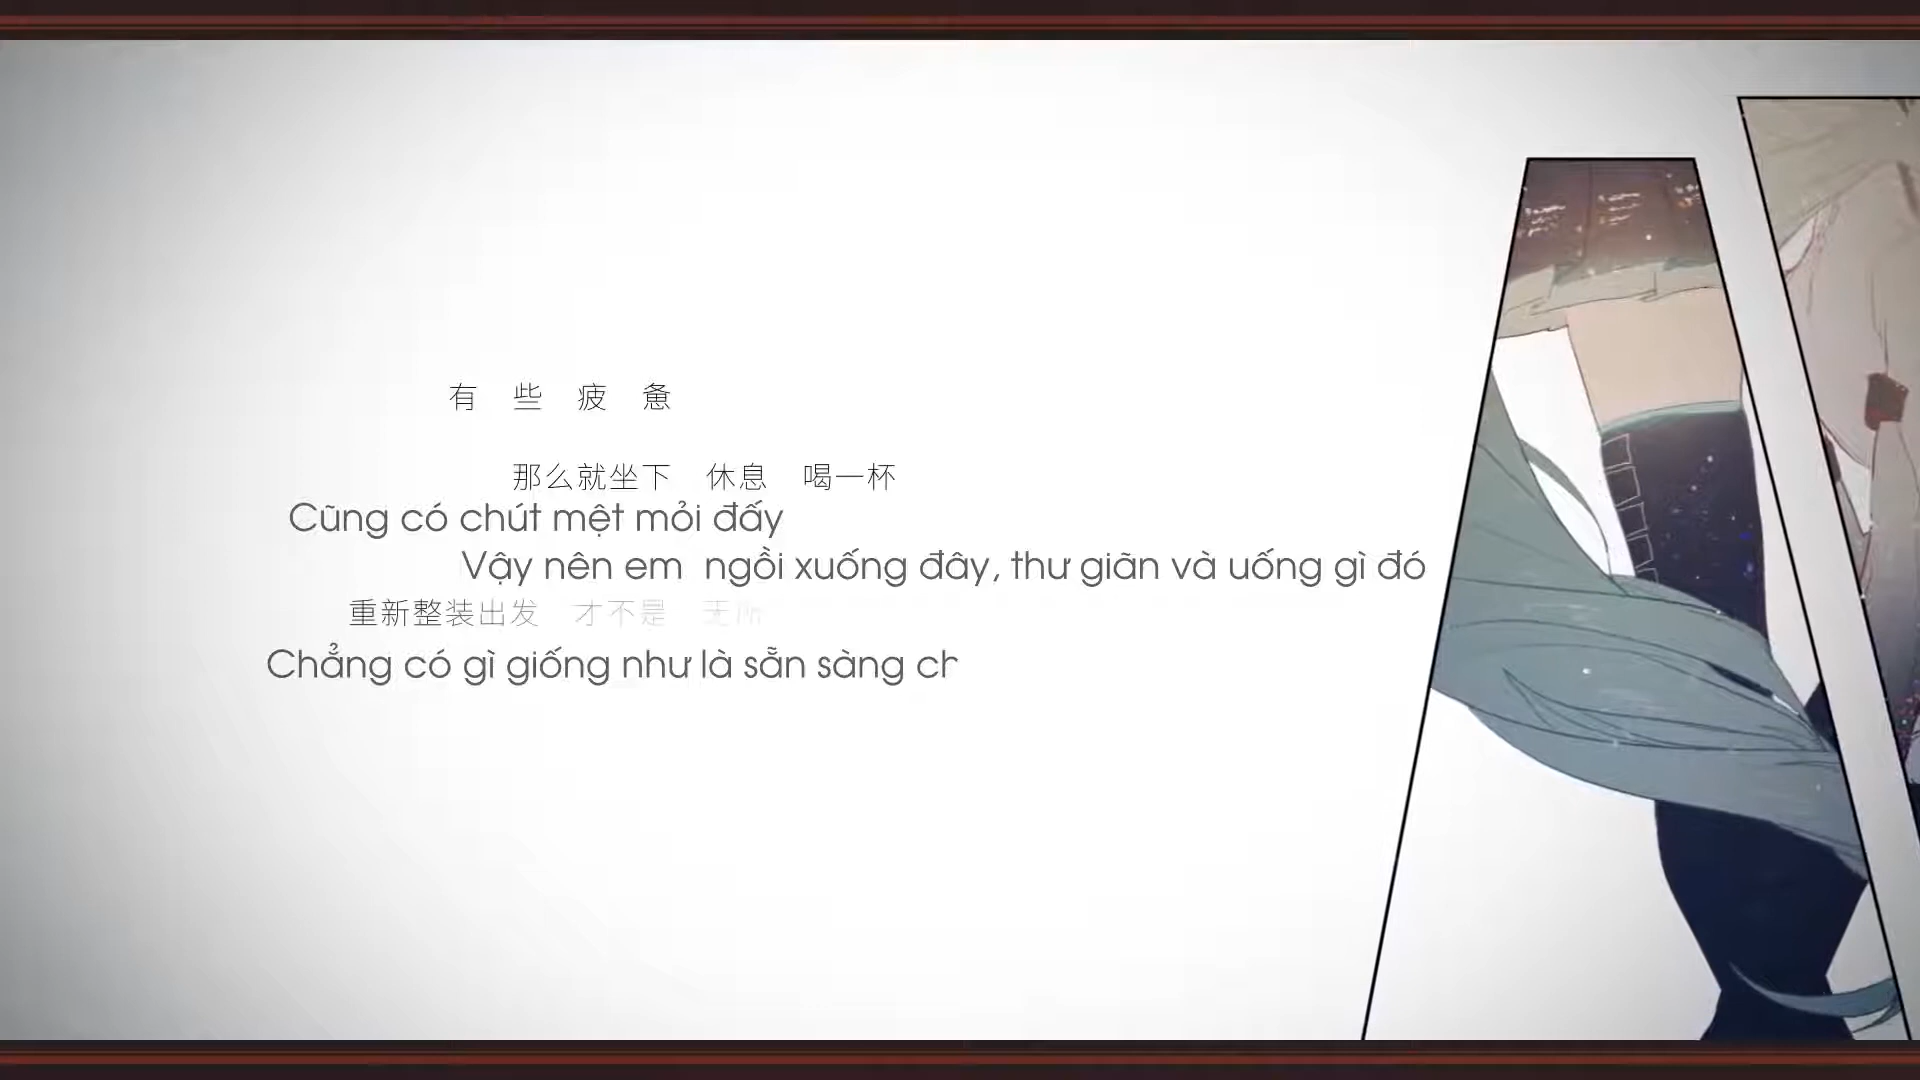 有 些 疲 惫
那么就坐下 休息 喝一杯
Cũng có chút mệt mỏi đấy
Vậy nên em ngồi xuống đây, thư giãn và uống gì đó
重新整装出发 才不是 无所
Chẳng có gì giống như là sẵn sàng ch